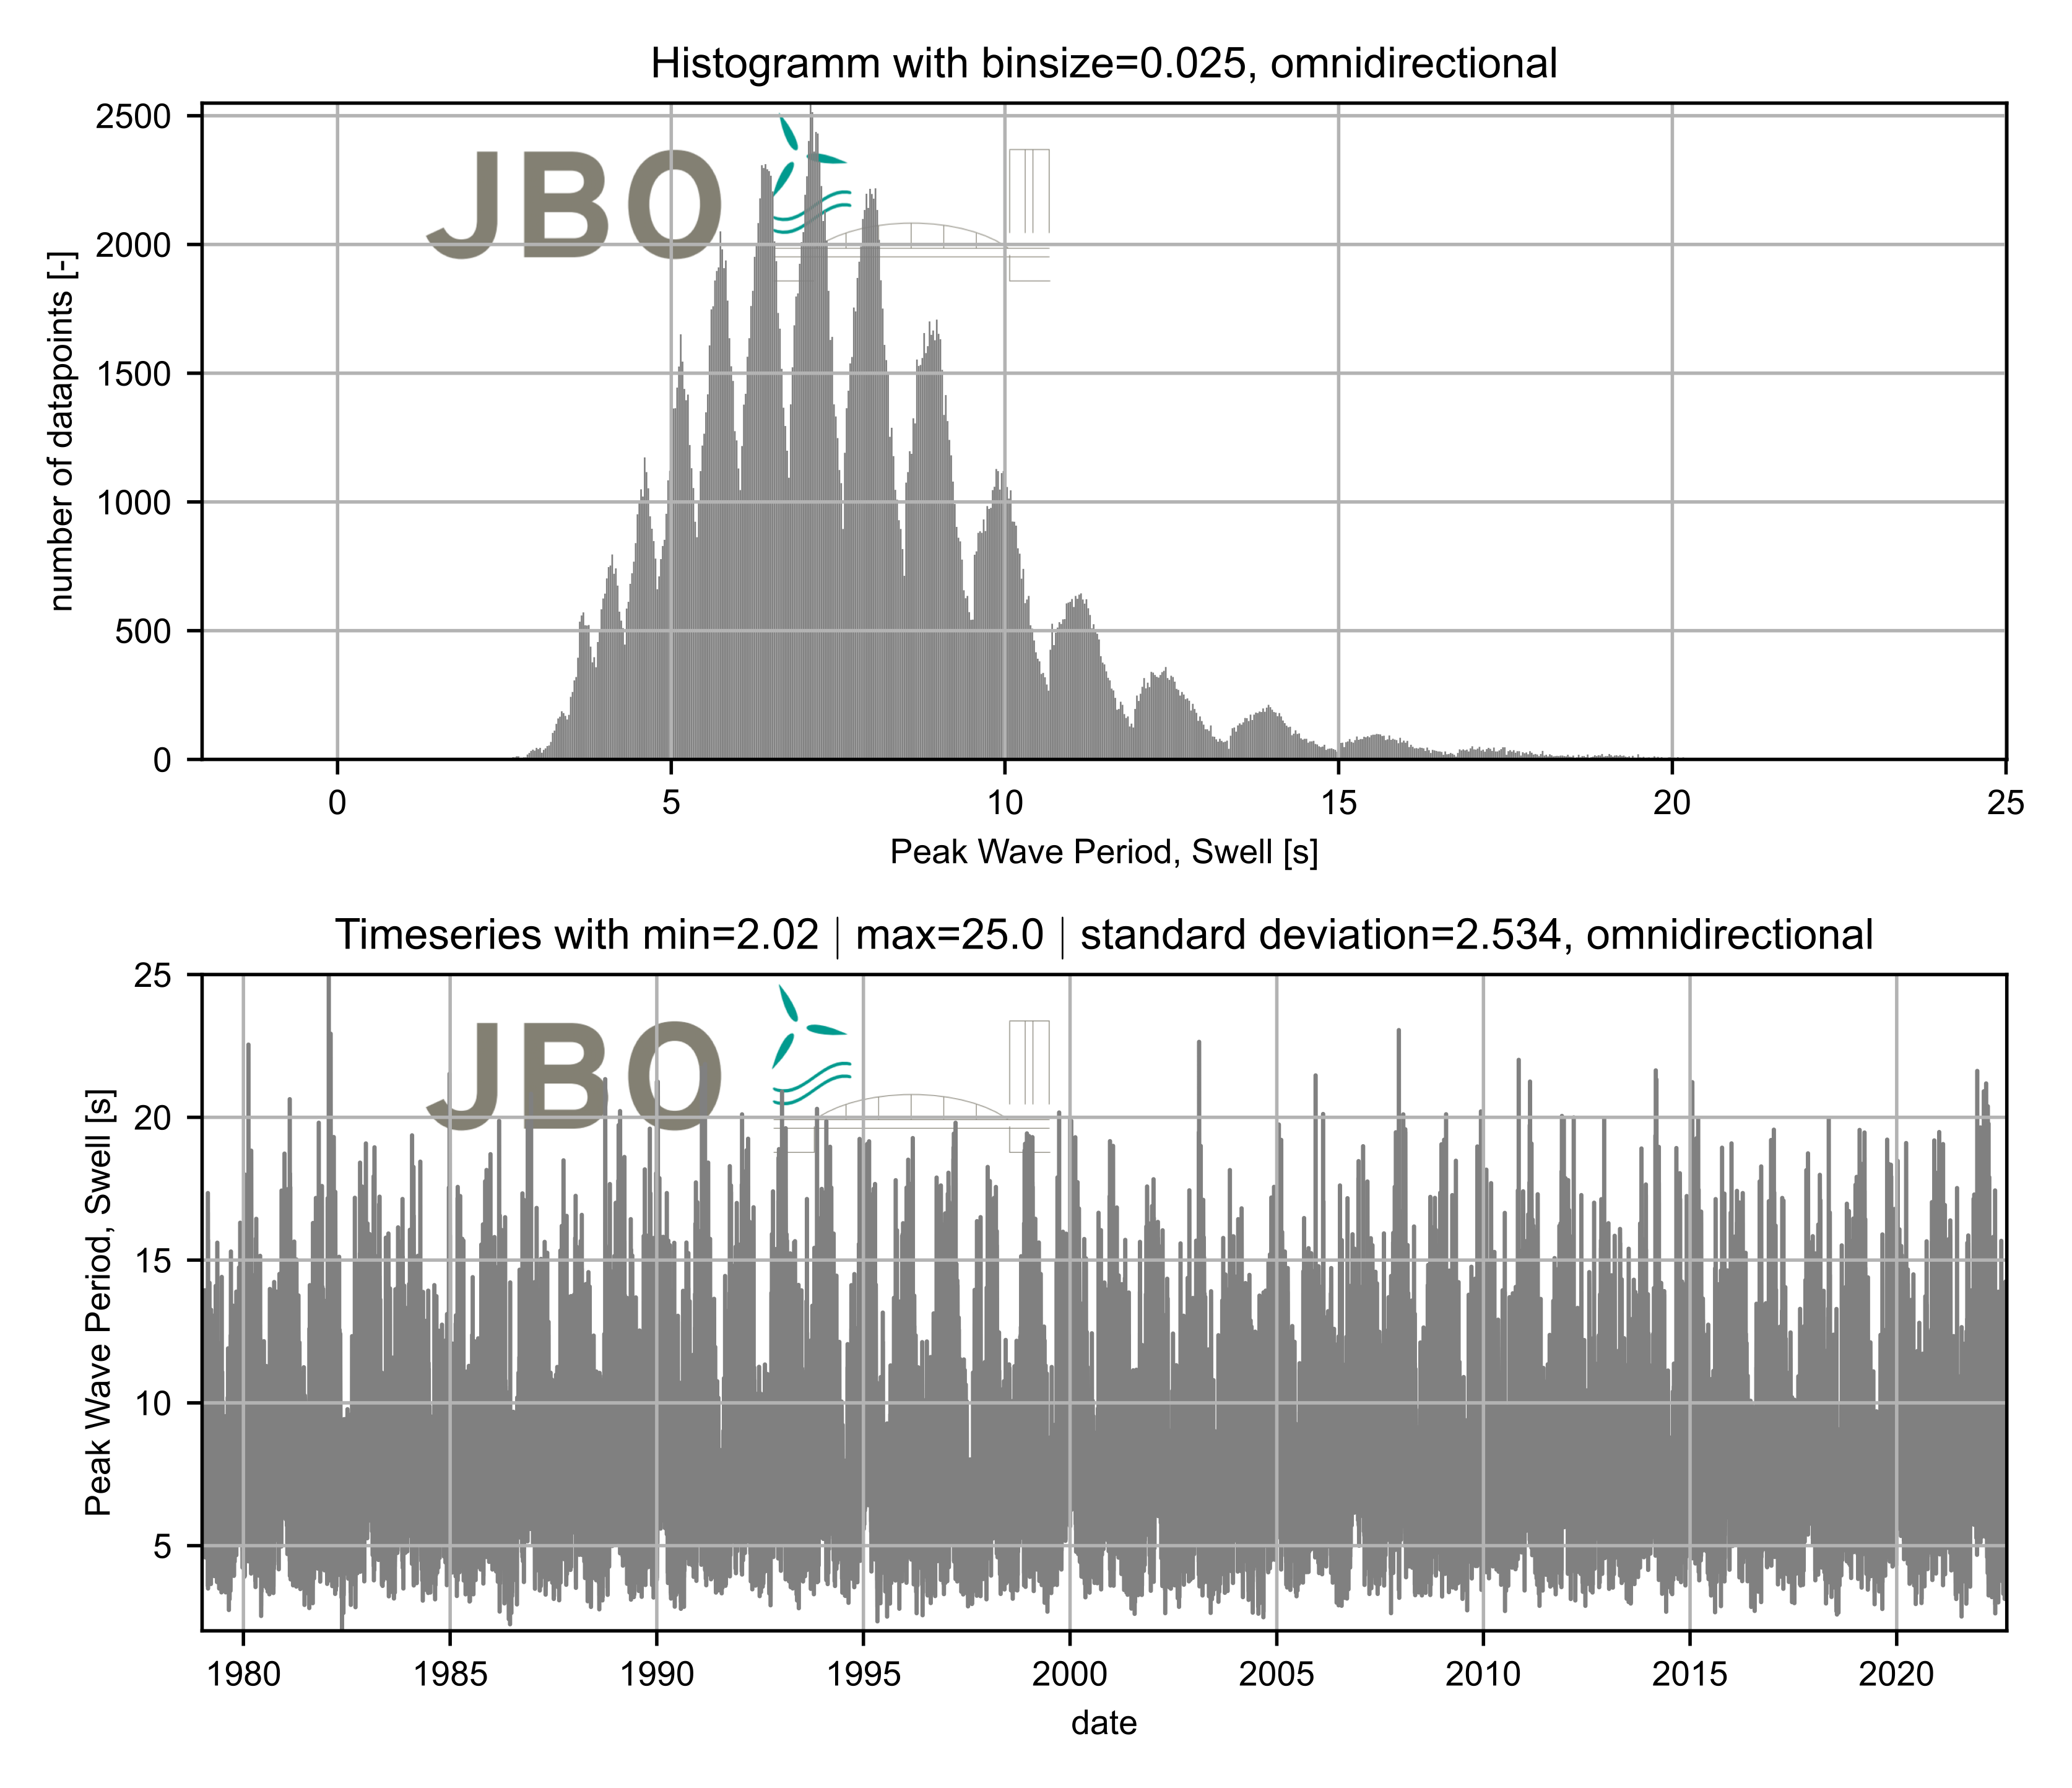 Histogramm with binsize=0.025, omnidirectional
2500
2000
1500
1000
500
0
number of datapoints [-]
JBO
0 5 10 15 20 25
Peak Wave Period, Swell [s]
Timeseries with min=2.02 | max=25.0 | standard deviation=2.534, omnidirectional
25
20
15
10
5
Peak Wave Period, Swell [s]
JBO
1980 1985 1990 1995 2000 2005 2010 2015 2020
date